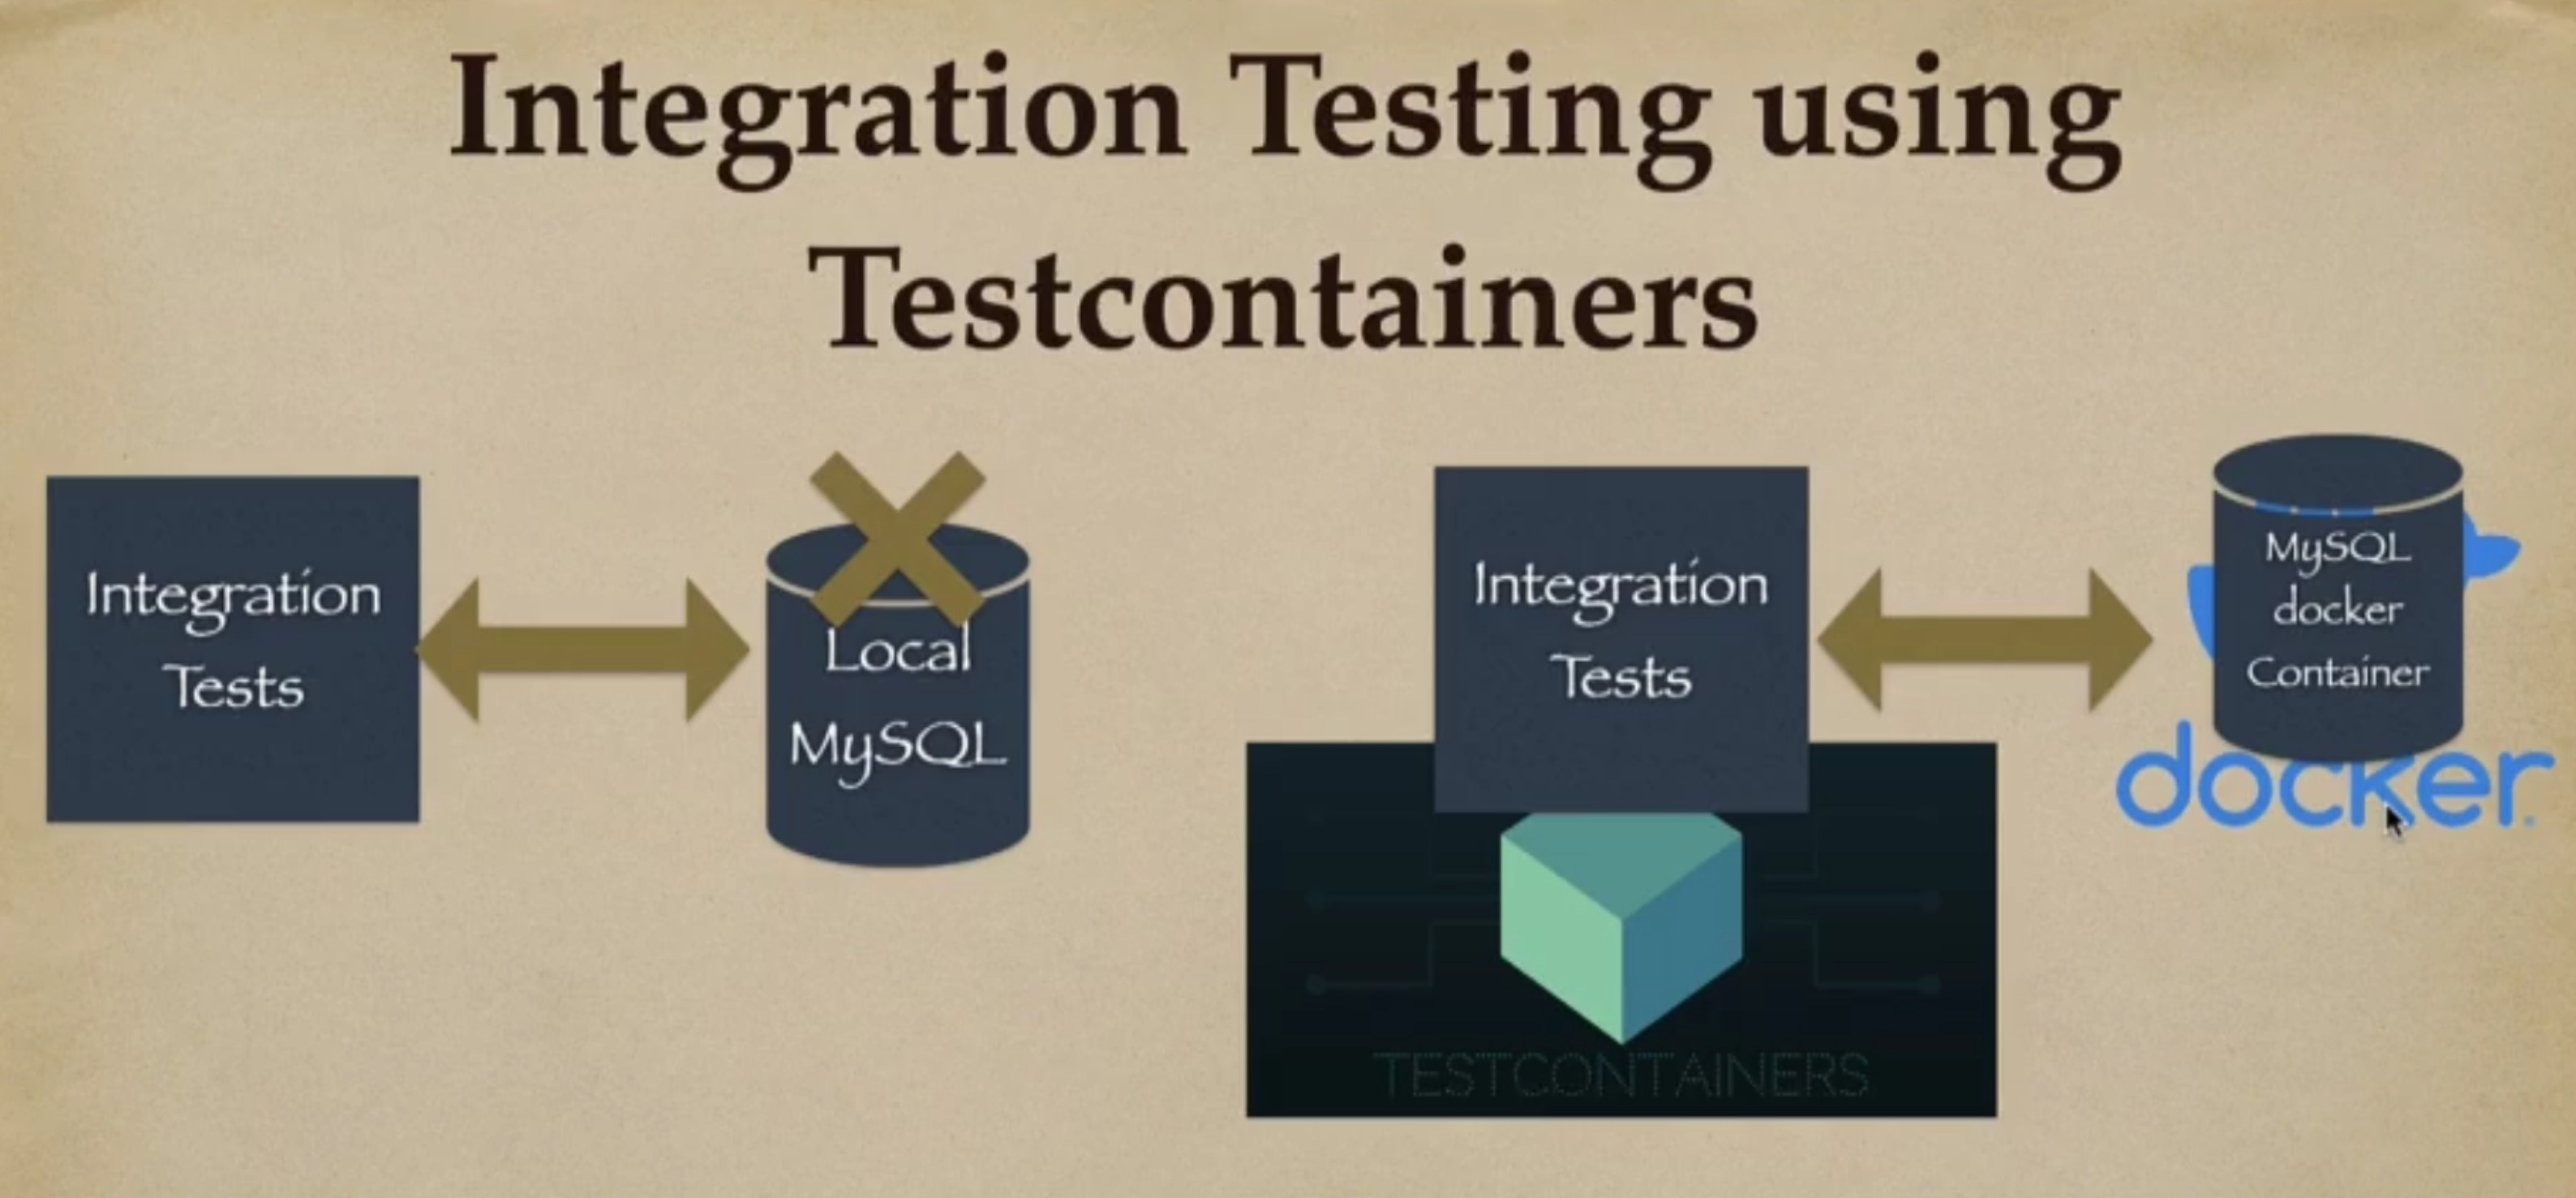 Integration Testing using
Testcontainers
Integration
Tests
Local
MySQL
Integration
Tests
MySQL
docker
Container
docker
TESTCONTAINERS